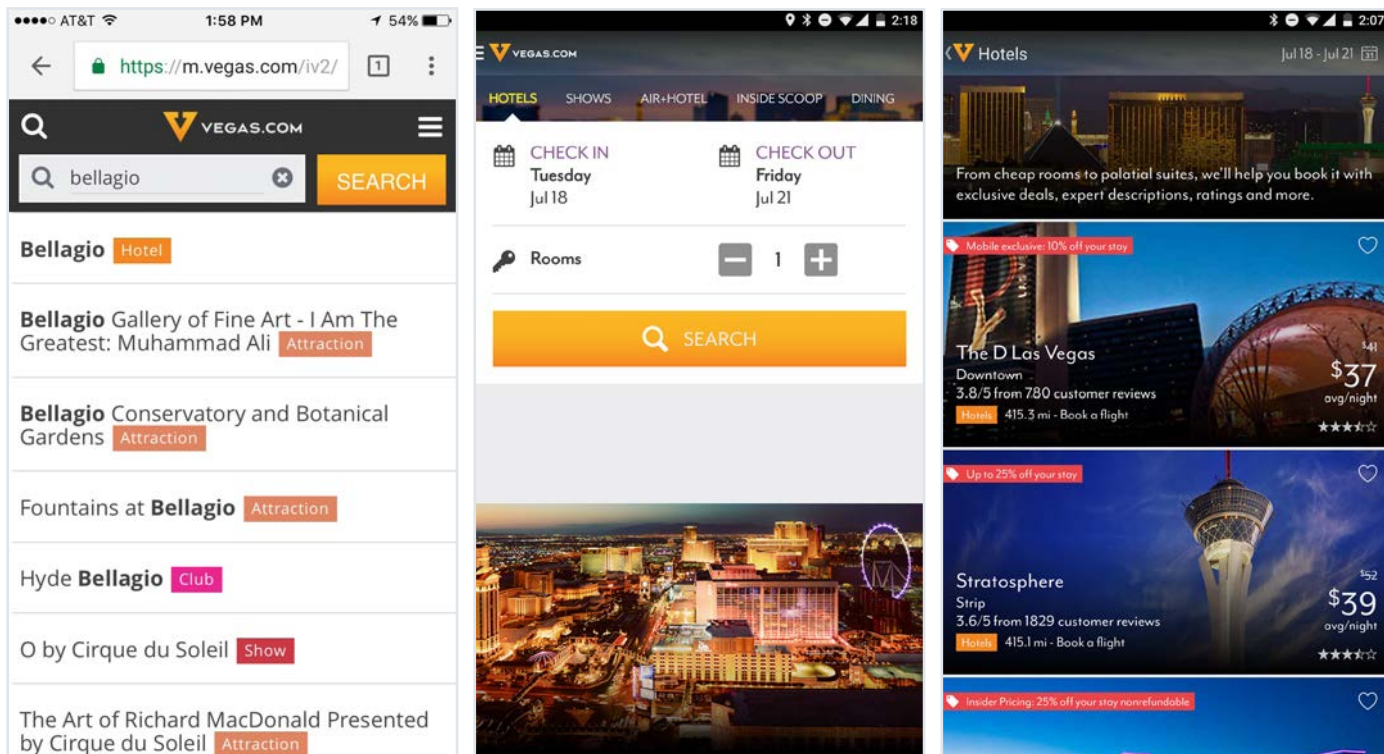 AT&T 1:58 PM 54%
https://m.vegas.com/iv2/ 1
VEGAS.COM
bellagio SEARCH
Bellagio Hotel
Bellagio Gallery of Fine Art - I Am The
Greatest: Muhammad Ali Attraction
Bellagio Conservatory and Botanical
Gardens Attraction
Fountains at Bellagio Attraction
Hyde Bellagio Club
O by Cirque du Soleil Show
The Art of Richard MacDonald Presented
by Cirque du Soleil Attraction
2:18
VEGAS.COM
HOTELS SHOWS AIR+HOTEL INSIDE SCOOP DINING
CHECK IN CHECK OUT
Tuesday Friday
Jul 18 Jul 21
Rooms 1
SEARCH
2:07
Hotels Jul 18 - Jul 21 31
From cheap rooms to palatial suites, we'll help you book it with
exclusive deals, expert descriptions, ratings and more.
Mobile exclusive: 10% off your stay
The D Las Vegas $41
Downtown $37
3.8/5 from 780 customer reviews avg/night
Hotels 415.3 mi - Book a flight
Up to 25% off your stay
Stratosphere $52
Strip $39
3.6/5 from 1829 customer reviews avg/night
Hotels 415.1 mi - Book a flight
Insider Pricing: 25% off your stay nonrefundable